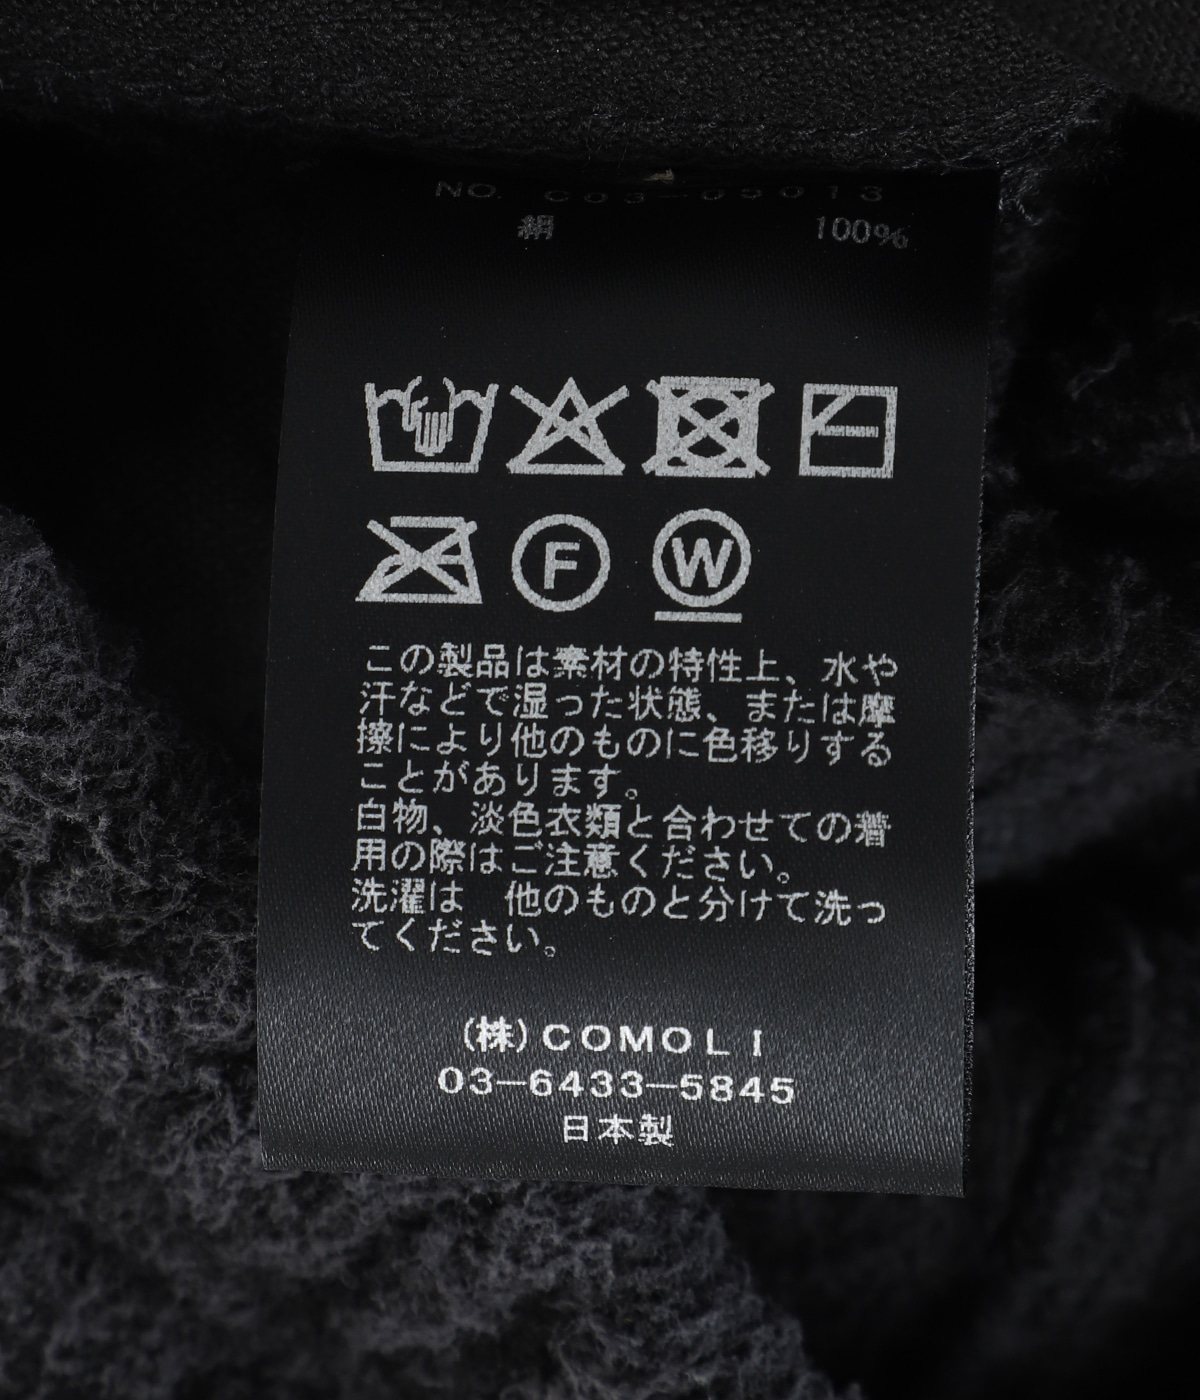 NO. C03-05013
絹 100%
F W
この製品は素材の特性上、水や
汗などで湿った状態、または摩
擦により他のものに色移りする
ことがあります。
白物、淡色衣類と合わせての着
用の際はご注意ください。
洗濯は 他のものと分けて洗っ
てください。
(株)COMOLI
03-6433-5845
日本製